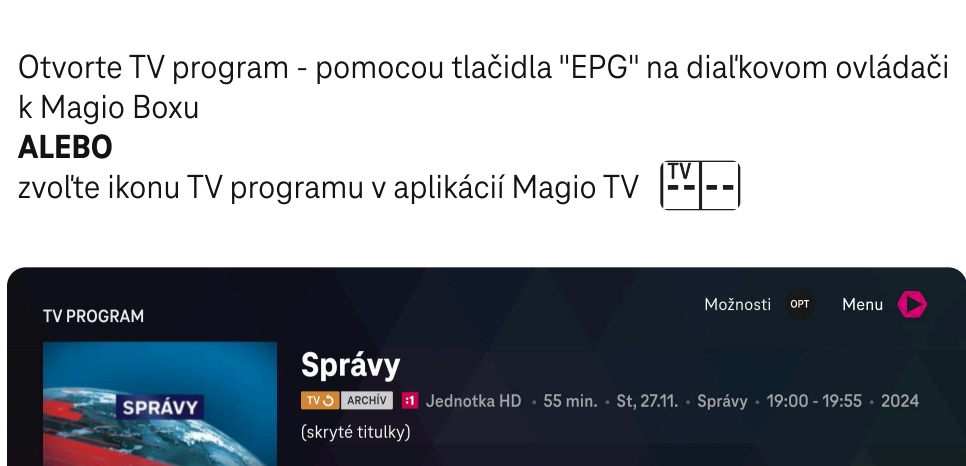 Otvorte TV program - pomocou tlačidla "EPG" na diaľkovom ovládači
k Magio Boxu
ALEBO
zvoľte ikonu TV programu v aplikácií Magio TV
TV
Možnosti OPT Menu
TV PROGRAM
Správy
SPRÁVY
TV ARCHÍV :1 Jednotka HD • 55 min. • St, 27.11. • Správy • 19:00 - 19:55 • 2024
(skryté titulky)